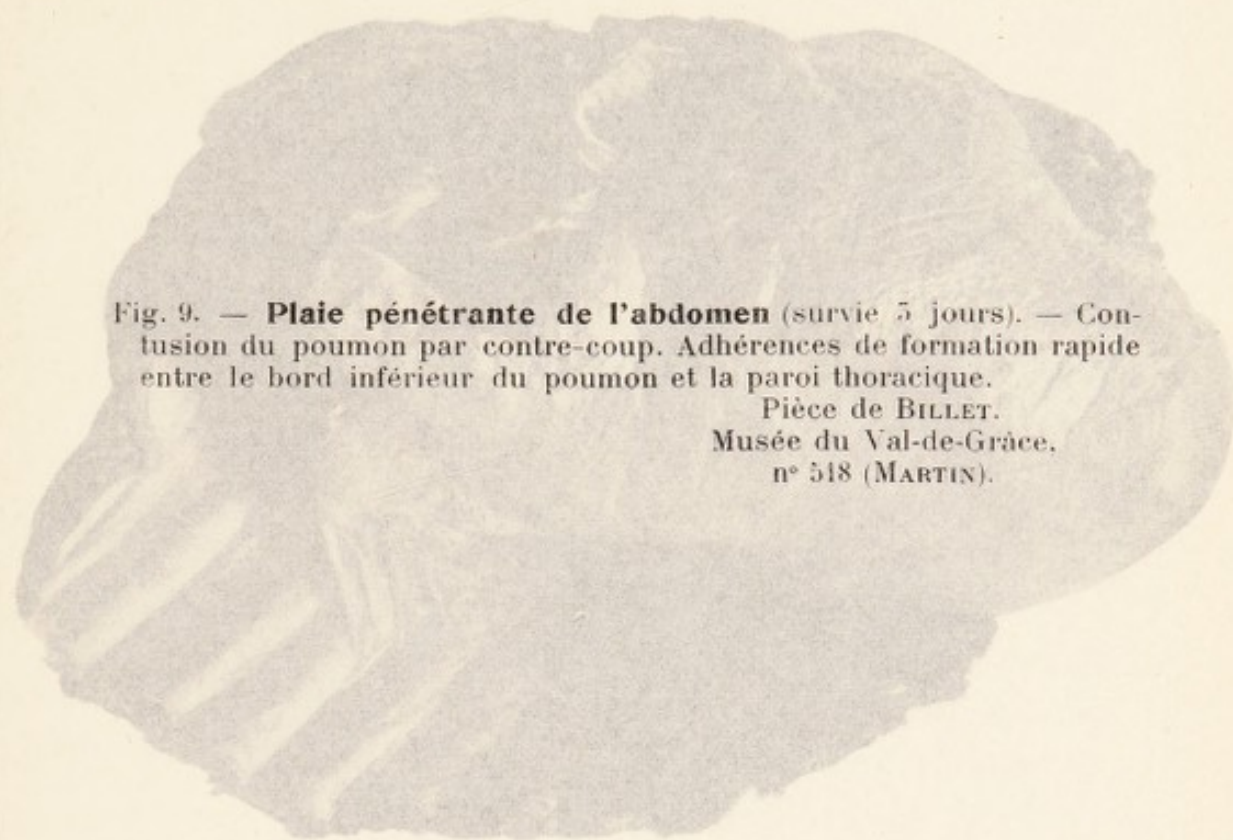 Fig. 9. — Plaie pénétrante de l'abdomen (survie 5 jours). — Con-
tusion du poumon par contre-coup. Adhérences de formation rapide
entre le bord inférieur du poumon et la paroi thoracique.
Pièce de BILLET.
Musée du Val-de-Grâce.
n° 518 (MARTIN).